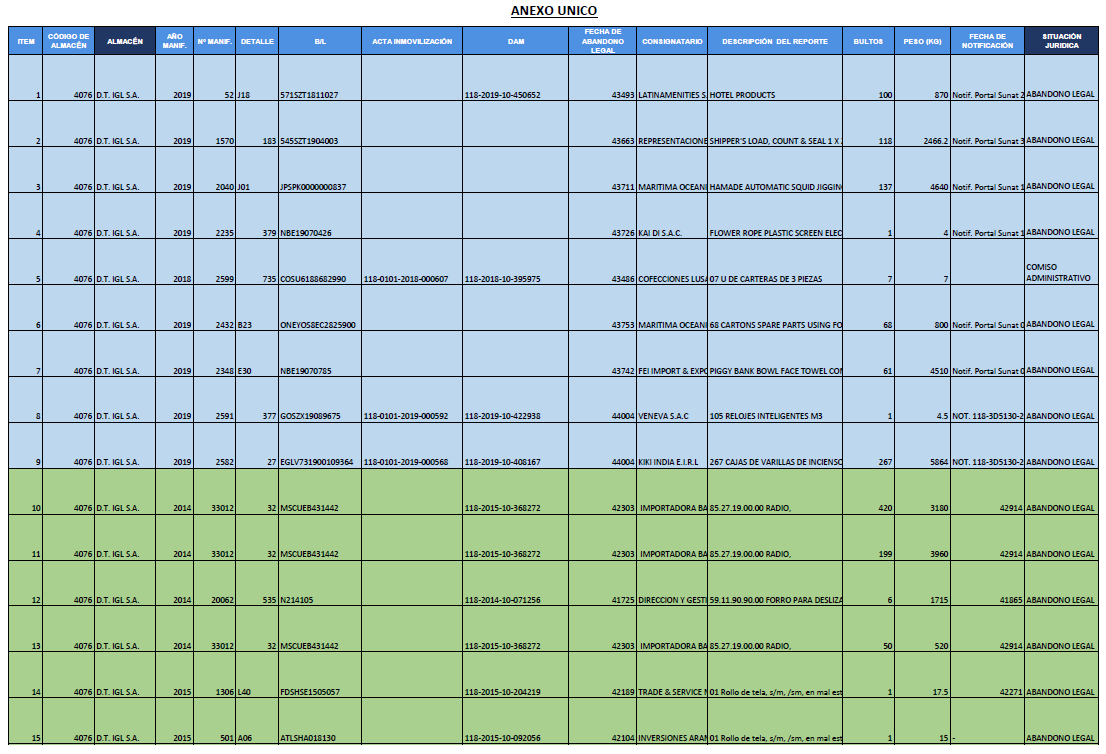 ANEXO UNICO
ITEM CÓDIGO DE ALMACÉN ALMACÉN AÑO MANIF. Nº MANIF. DETALLE B/L ACTA INMOVILIZACIÓN DAM FECHA DE ABANDONO LEGAL CONSIGNATARIO DESCRIPCIÓN DEL REPORTE BULTOS PESO (KG) FECHA DE NOTIFICACIÓN SITUACIÓN JURIDICA
1 4076 D.T. IGL S.A. 2019 52 J18 571SZT1811027 118-2019-10-450652 43493 LATINAMENITIES S. HOTEL PRODUCTS 100 870 Notif. Portal Sunat 2 ABANDONO LEGAL
2 4076 D.T. IGL S.A. 2019 1570 183 545SZT1904003 43663 REPRESENTACIONE SHIPPER'S LOAD, COUNT & SEAL 1 X 118 2466.2 Notif. Portal Sunat 3 ABANDONO LEGAL
3 4076 D.T. IGL S.A. 2019 2040 J01 JPSPK0000000837 43711 MARITIMA OCEANI HAMADE AUTOMATIC SQUID JIGGIN 137 4640 Notif. Portal Sunat 1 ABANDONO LEGAL
4 4076 D.T. IGL S.A. 2019 2235 379 NBE19070426 43726 KAI DI S.A.C. FLOWER ROPE PLASTIC SCREEN ELEC 1 4 Notif. Portal Sunat 1 ABANDONO LEGAL
5 4076 D.T. IGL S.A. 2018 2599 735 COSU6188682990 118-0101-2018-000607 118-2018-10-395975 43486 COFECCIONES LUSA 07 U DE CARTERAS DE 3 PIEZAS 7 7 COMISO ADMINISTRATIVO
6 4076 D.T. IGL S.A. 2019 2432 B23 ONEYOS8EC2825900 43753 MARITIMA OCEANI 68 CARTONS SPARE PARTS USING FO 68 800 Notif. Portal Sunat 0 ABANDONO LEGAL
7 4076 D.T. IGL S.A. 2019 2348 E30 NBE19070785 43742 FEI IMPORT & EXPO PIGGY BANK BOWL FACE TOWEL CO 61 4510 Notif. Portal Sunat 0 ABANDONO LEGAL
8 4076 D.T. IGL S.A. 2019 2591 377 GOSZX19089675 118-0101-2019-000592 118-2019-10-422938 44004 VENEVA S.A.C 105 RELOJES INTELIGENTES M3 1 4.5 NOT. 118-3D5130-2 ABANDONO LEGAL
9 4076 D.T. IGL S.A. 2019 2582 27 EGLV731900109364 118-0101-2019-000568 118-2019-10-408167 44004 KIKI INDIA E.I.R.L 267 CAJAS DE VARILLAS DE INCIENSO 267 5864 NOT. 118-3D5130-2 ABANDONO LEGAL
10 4076 D.T. IGL S.A. 2014 33012 32 MSCUEB431442 118-2015-10-368272 42303 IMPORTADORA BA 85.27.19.00.00 RADIO, 420 3180 42914 ABANDONO LEGAL
11 4076 D.T. IGL S.A. 2014 33012 32 MSCUEB431442 118-2015-10-368272 42303 IMPORTADORA BA 85.27.19.00.00 RADIO, 199 3960 42914 ABANDONO LEGAL
12 4076 D.T. IGL S.A. 2014 20062 535 N214105 118-2014-10-071256 41725 DIRECCION Y GESTI 59.11.90.90.00 FORRO PARA DESLIZA 6 1715 41865 ABANDONO LEGAL
13 4076 D.T. IGL S.A. 2014 33012 32 MSCUEB431442 118-2015-10-368272 42303 IMPORTADORA BA 85.27.19.00.00 RADIO, 50 520 42914 ABANDONO LEGAL
14 4076 D.T. IGL S.A. 2015 1306 L40 FDSHSE1505057 118-2015-10-204219 42189 TRADE & SERVICE 01 Rollo de tela, s/m, /sm, en mal est 1 17.5 42271 ABANDONO LEGAL
15 4076 D.T. IGL S.A. 2015 501 A06 ATLSHA018130 118-2015-10-092056 42104 INVERSIONES ARAN 01 Rollo de tela, s/m, /sm, en mal est 1 15 - ABANDONO LEGAL